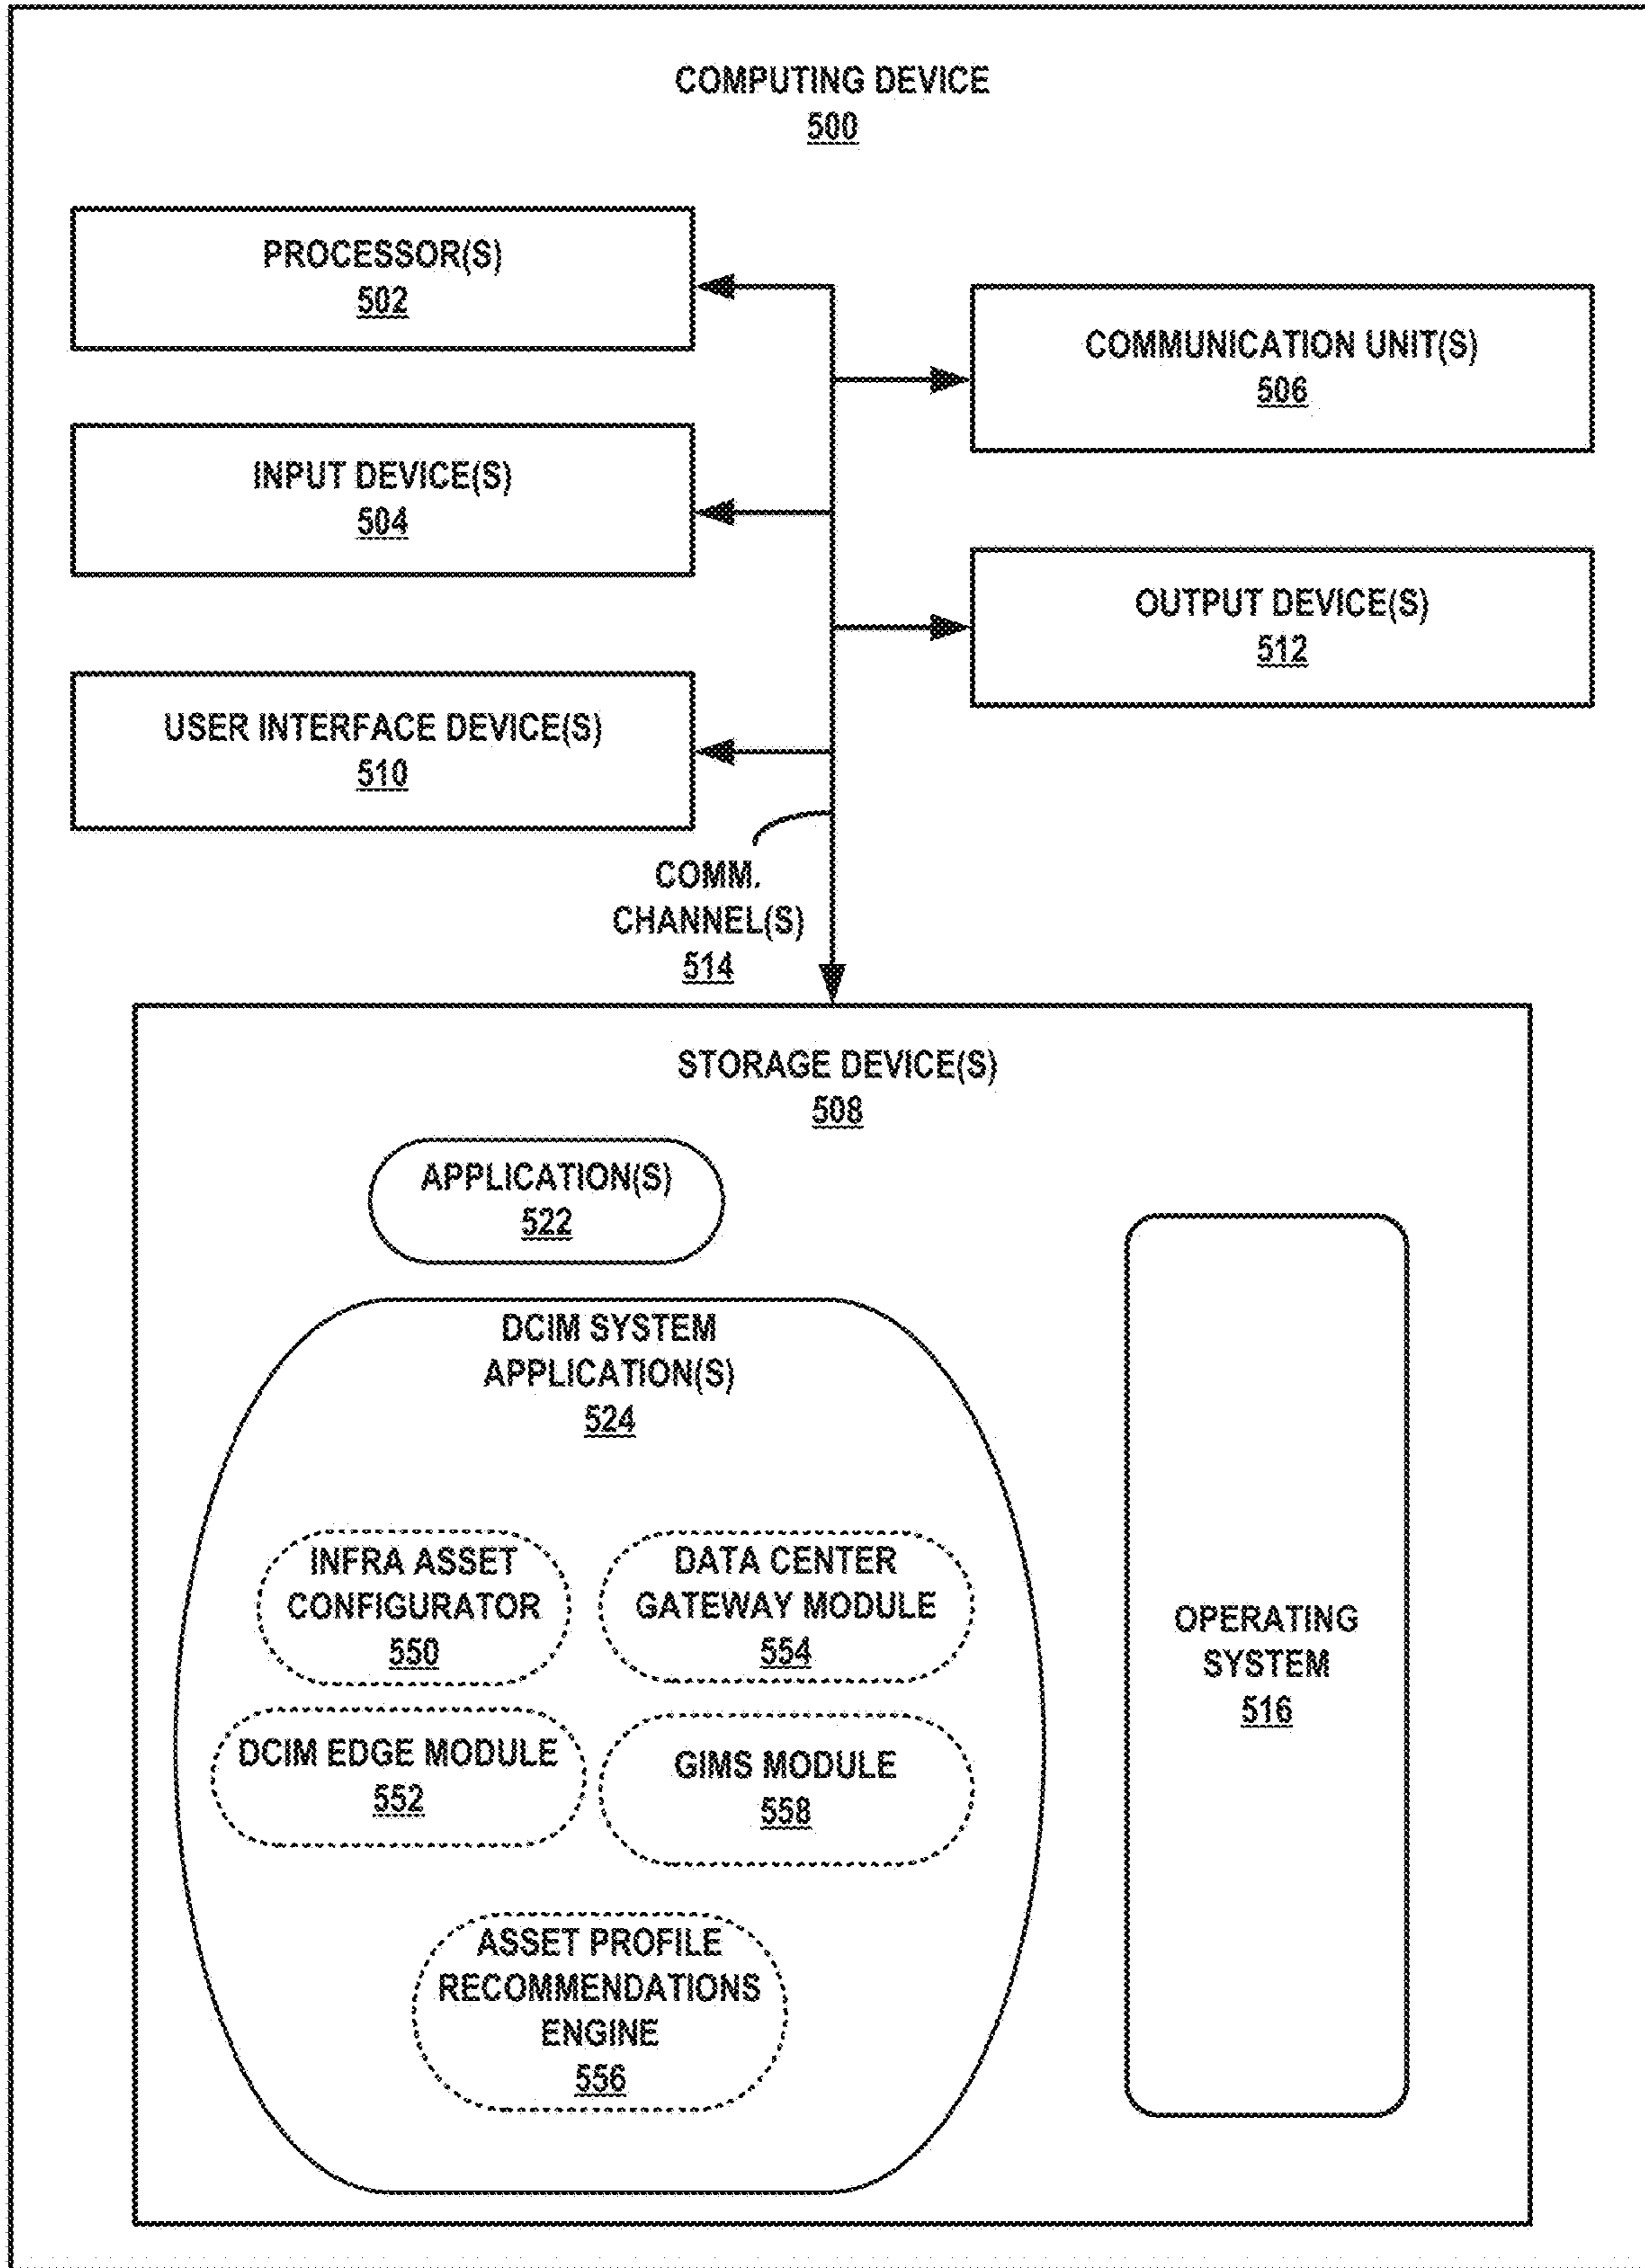 COMPUTING DEVICE
500
PROCESSOR(S)
502
COMMUNICATION UNIT(S)
506
INPUT DEVICE(S)
504
OUTPUT DEVICE(S)
512
USER INTERFACE DEVICE(S)
510
COMM.
CHANNEL(S)
514
STORAGE DEVICE(S)
508
APPLICATION(S)
522
DCIM SYSTEM
APPLICATION(S)
524
INFRA ASSET
CONFIGURATOR
550
DATA CENTER
GATEWAY MODULE
554
DCIM EDGE MODULE
552
GIMS MODULE
558
ASSET PROFILE
RECOMMENDATIONS
ENGINE
556
OPERATING
SYSTEM
516